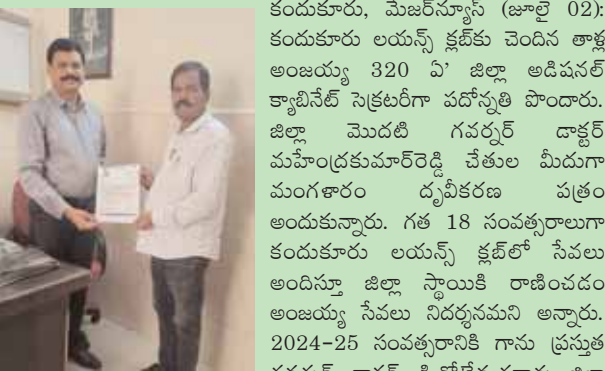 కందుకూరు, మేజర్‌న్యూస్ (జూలై 02):
కందుకూరు లయన్స్ క్లబ్‌కు చెందిన తాళ్ల
అంజయ్య 320 ఏ' జిల్లా అడిషనల్
క్యాబినేట్ సెక్రటరీగా పదోన్నతి పొందారు.
జిల్లా మొదటి గవర్నర్ డాక్టర్
మహేంద్రకుమార్‌రెడ్డి చేతుల మీదుగా
మంగళారం దృవీకరణ పత్రం
అందుకున్నారు. గత 18 సంవత్సరాలుగా
కందుకూరు లయన్స్ క్లబ్‌లో సేవలు
అందిస్తూ జిల్లా స్థాయికి రాణించడం
అంజయ్య సేవలు నిదర్శనమని అన్నారు.
2024-25 సంవత్సరానికి గాను ప్రస్తుత